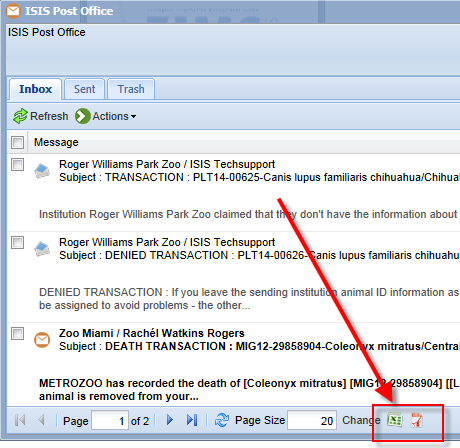 ISIS Post Office
ISIS Post Office
Inbox Sent Trash
Refresh Actions
Message
Roger Williams Park Zoo / ISIS Techsupport
Subject : TRANSACTION : PLT14-00625-Canis lupus familiaris chihuahua/Chihua
Institution Roger Williams Park Zoo claimed that they don't have the information about
Roger Williams Park Zoo / ISIS Techsupport
Subject : DENIED TRANSACTION : PLT14-00626-Canis lupus familiaris chihuahu
DENIED TRANSACTION : If you leave the sending institution animal ID information as
be assigned to avoid problems - the other...
Zoo Miami / Rachél Watkins Rogers
Subject : DEATH TRANSACTION : MIG12-29858904-Coleonyx mitratus/Centra
METROZOO has recorded the death of [Coleonyx mitratus] [MIG12-29858904] [[L
animal is removed from your...
Page 1 of 2 Page Size 20 Change